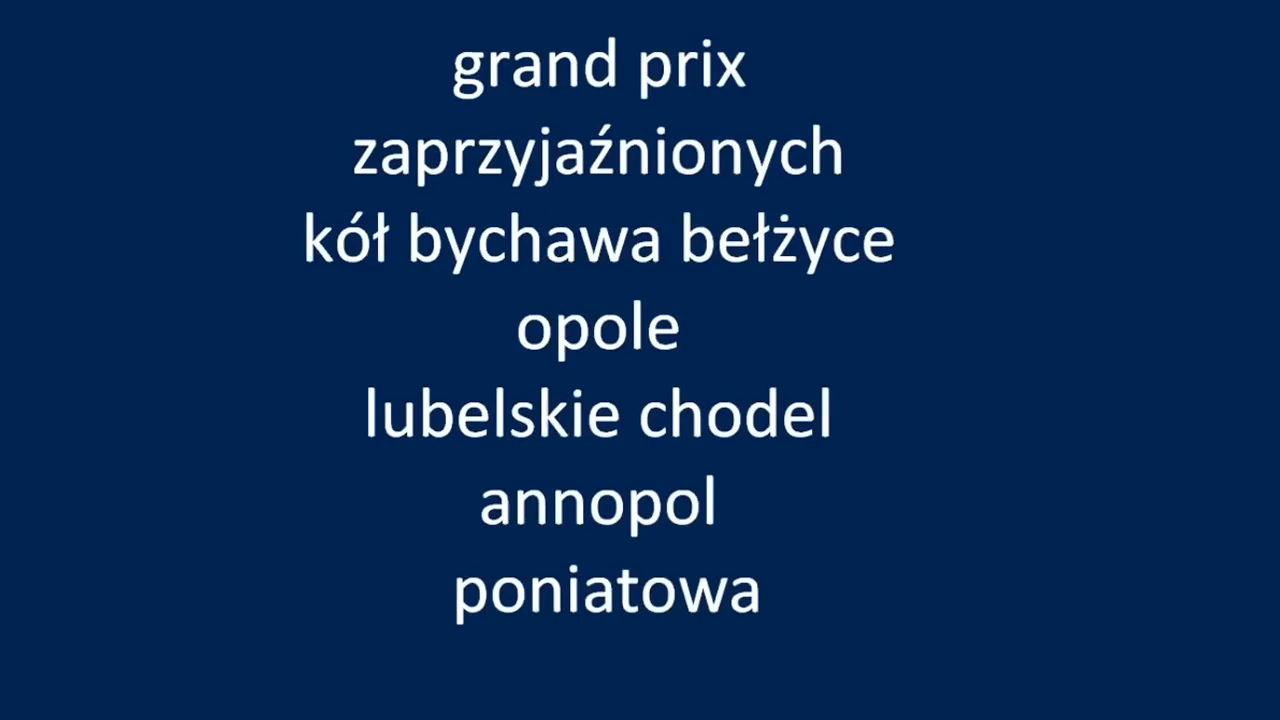 grand prix
zaprzyjaźnionych
kół bychawa bełżyce
opole
lubelskie chodel
annopol
poniatowa